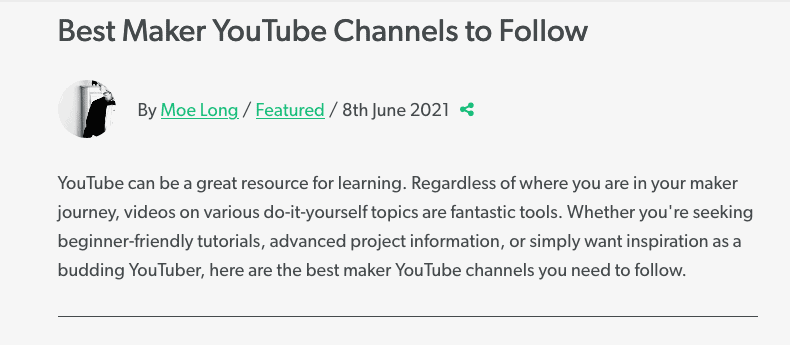 Best Maker YouTube Channels to Follow
By Moe Long / Featured / 8th June 2021
YouTube can be a great resource for learning. Regardless of where you are in your maker
journey, videos on various do-it-yourself topics are fantastic tools. Whether you're seeking
beginner-friendly tutorials, advanced project information, or simply want inspiration as a
budding YouTuber, here are the best maker YouTube channels you need to follow.